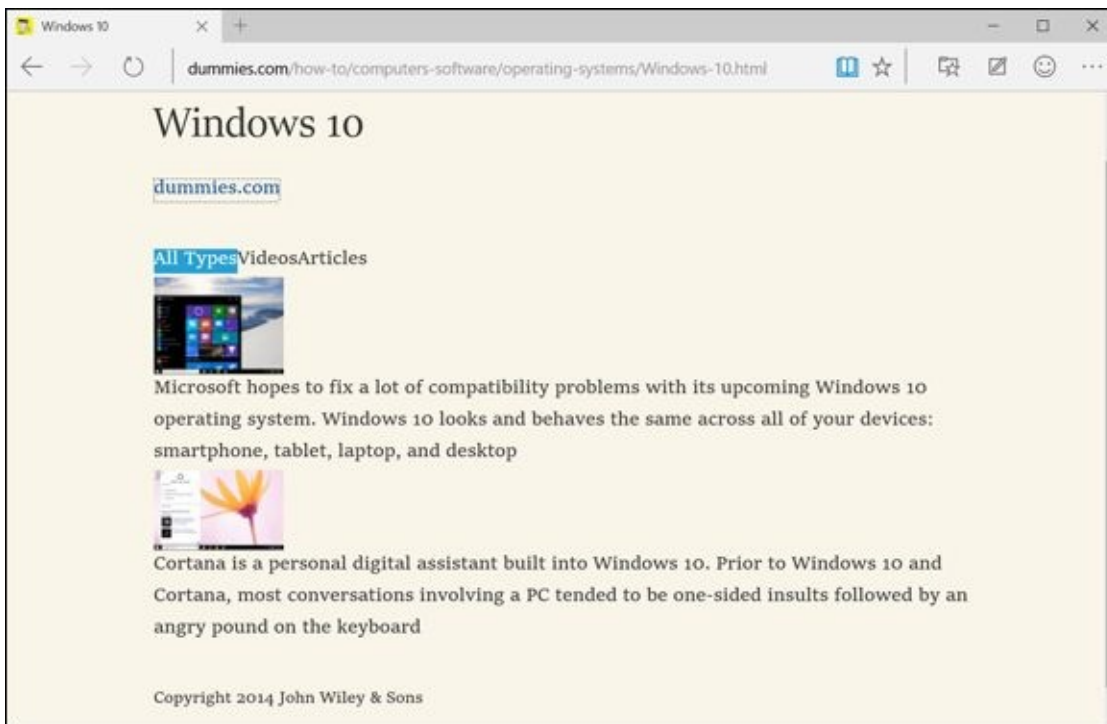 Windows 10
dummies.com/how-to/computers-software/operating-systems/Windows-10.html
Windows 10
dummies.com
All TypesVideosArticles
Microsoft hopes to fix a lot of compatibility problems with its upcoming Windows 10
operating system. Windows 10 looks and behaves the same across all of your devices:
smartphone, tablet, laptop, and desktop
Cortana is a personal digital assistant built into Windows 10. Prior to Windows 10 and
Cortana, most conversations involving a PC tended to be one-sided insults followed by an
angry pound on the keyboard
Copyright 2014 John Wiley & Sons